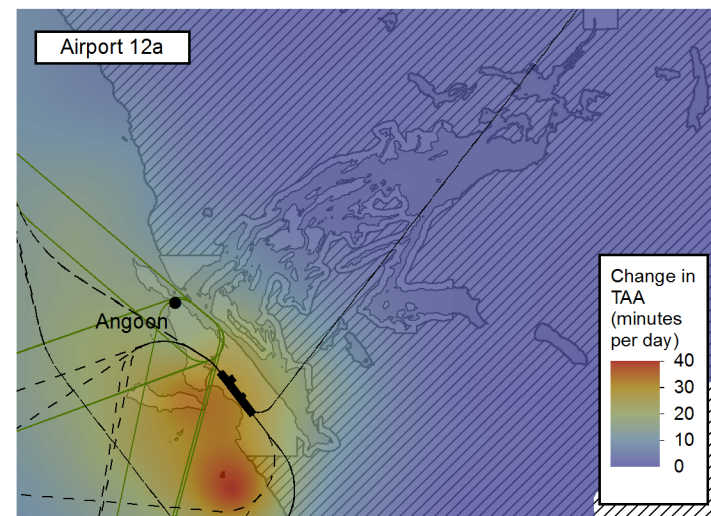 Airport 12a
Angoon
Change in
TAA
(minutes
per day)
40
30
20
10
0